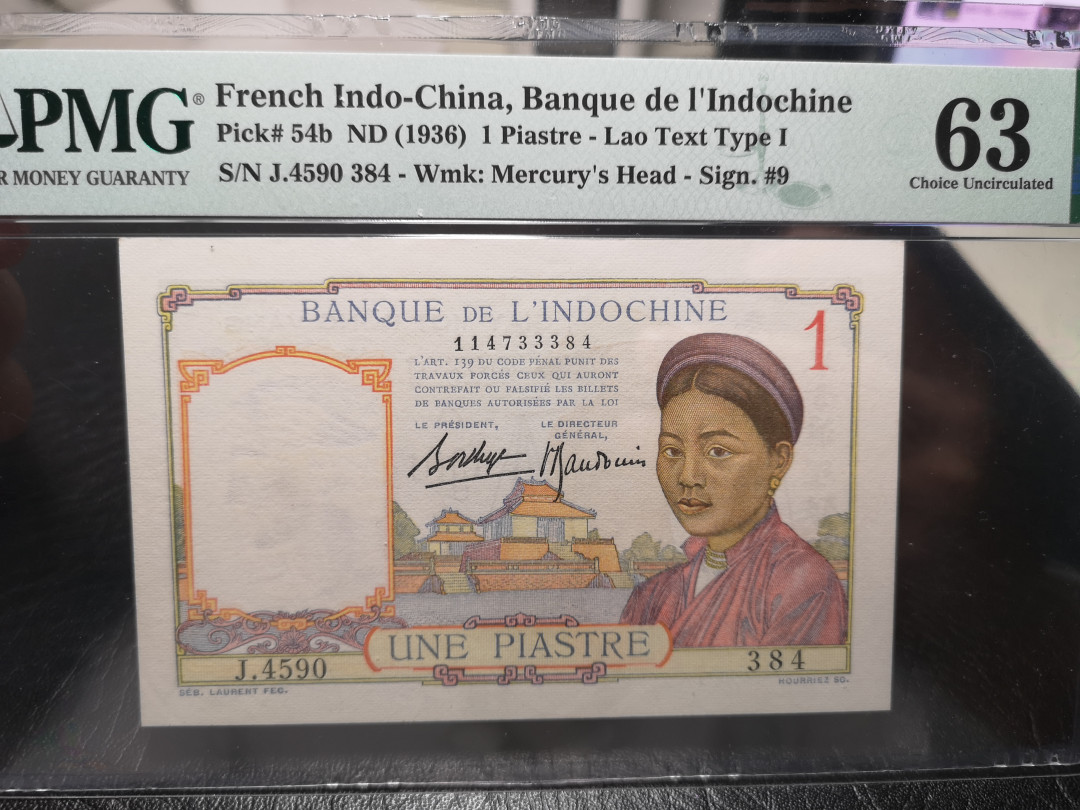 PMG®
R MONEY GUARANTY
French Indo-China, Banque de l'Indochine
Pick# 54b ND (1936) 1 Piastre - Lao Text Type I
S/N J.4590 384 - Wmk: Mercury's Head - Sign. #9
63
Choice Uncirculated
BANQUE DE L'INDOCHINE
1
114733384
L'ART. 139 DU CODE PÉNAL PUNIT DES
TRAVAUX FORCÉS CEUX QUI AURONT
CONTREFAIT OU FALSIFIÉ LES BILLETS
DE BANQUES AUTORISÉES PAR LA LOI
LE PRÉSIDENT,
LE DIRECTEUR
GÉNÉRAL,
UNE PIASTRE
J.4590
384
SÉB. LAURENT FEC.
HOURRIEZ SC.